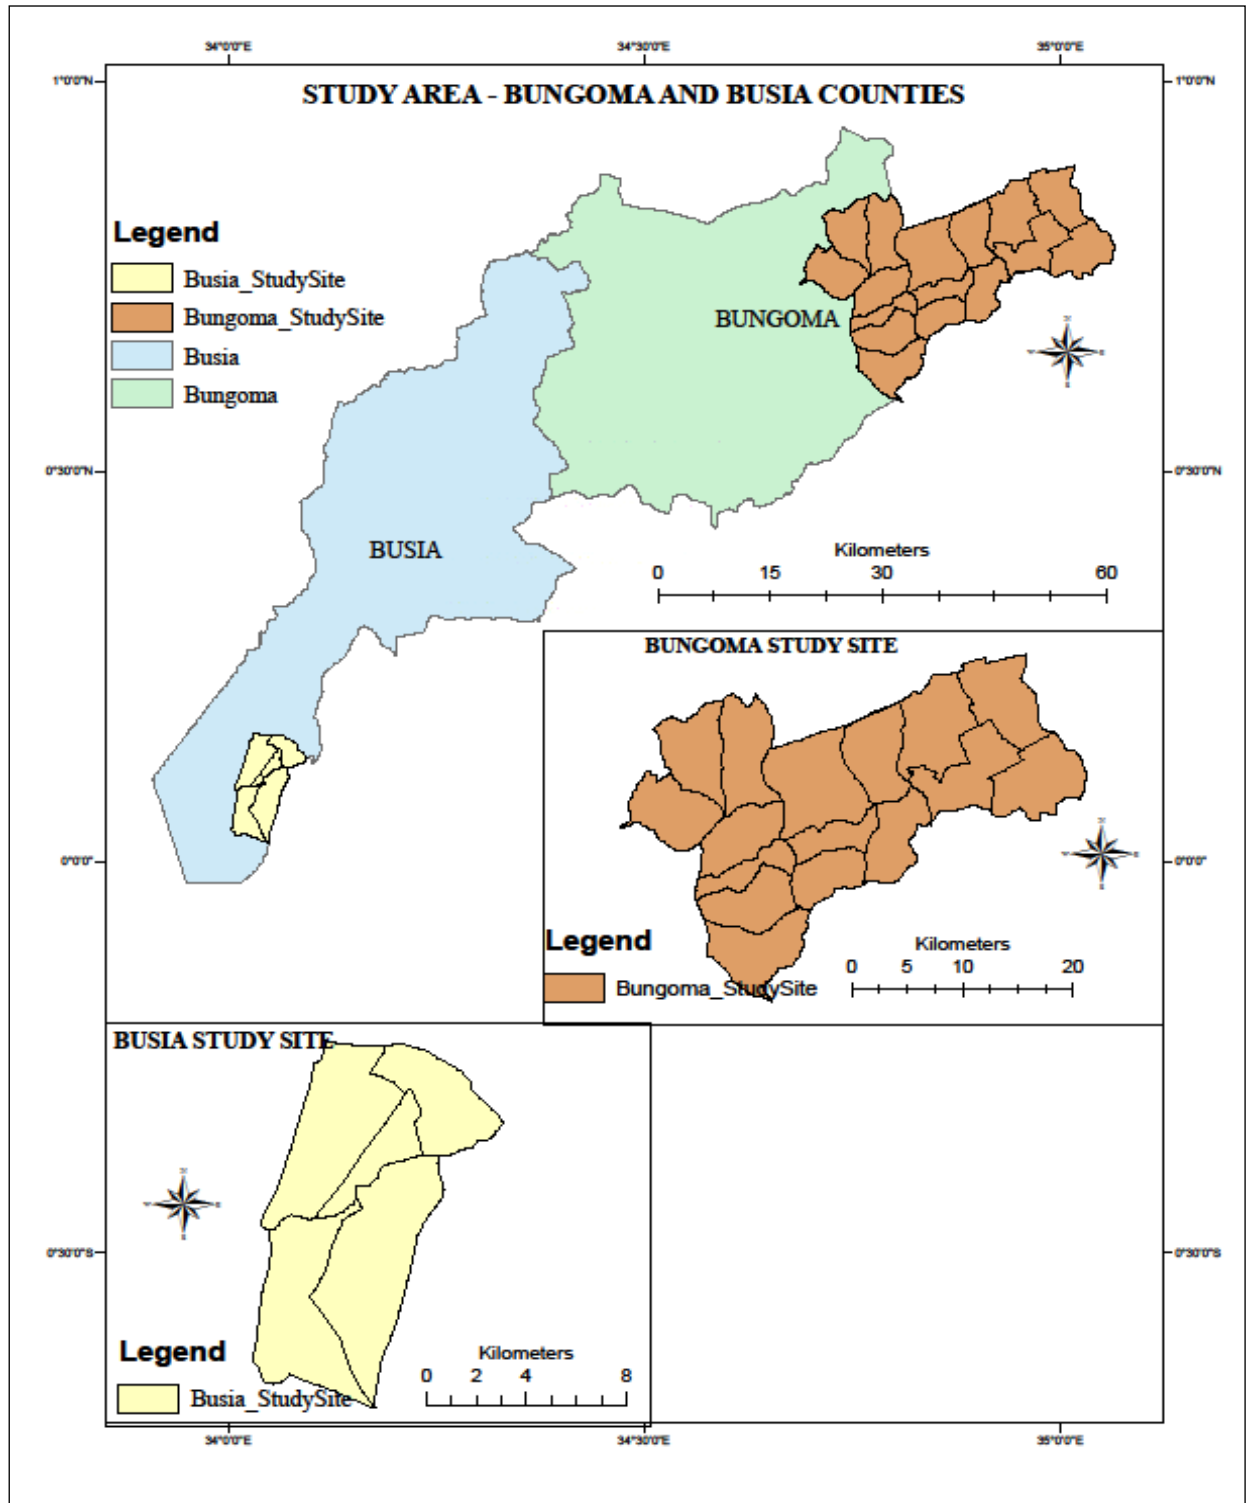 34°0'0"E 34°30'0"E 35°0'0"E
1°0'0"N 1°0'0"N
STUDY AREA - BUNGOMA AND BUSIA COUNTIES
Legend
Busia_StudySite
Bungoma_StudySite
Busia
Bungoma
BUNGOMA
BUSIA
0°30'0"N 0°30'0"N
Kilometers
0 15 30 60
BUNGOMA STUDY SITE
0°0'0" 0°0'0"
Legend
Bungoma_StudySite
Kilometers
0 5 10 20
BUSIA STUDY SITE
0°30'0"S 0°30'0"S
Legend
Busia_StudySite
Kilometers
0 2 4 8
34°0'0"E 34°30'0"E 35°0'0"E